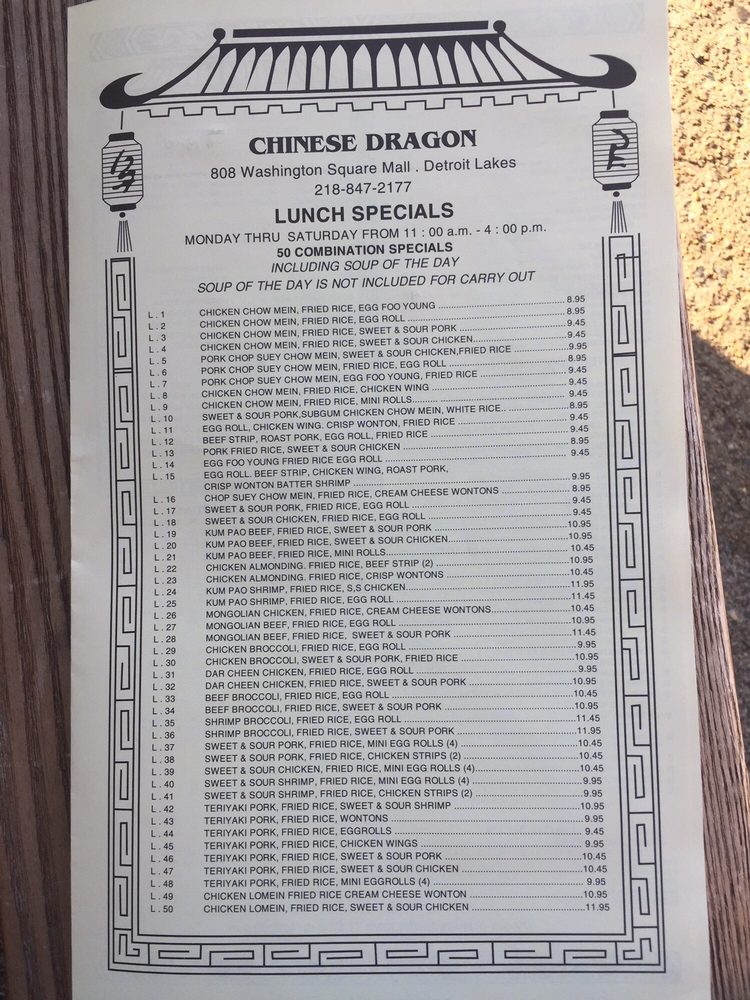 CHINESE DRAGON
808 Washington Square Mall . Detroit Lakes
218-847-2177
LUNCH SPECIALS
MONDAY THRU SATURDAY FROM 11 : 00 a.m. - 4 : 00 p.m.
50 COMBINATION SPECIALS
INCLUDING SOUP OF THE DAY
SOUP OF THE DAY IS NOT INCLUDED FOR CARRY OUT
L . 1 CHICKEN CHOW MEIN, FRIED RICE, EGG FOO YOUNG 8.95
L . 2 CHICKEN CHOW MEIN, FRIED RICE, EGG ROLL 8.95
L . 3 CHICKEN CHOW MEIN, FRIED RICE, SWEET & SOUR PORK 9.45
L . 4 CHICKEN CHOW MEIN, FRIED RICE, SWEET & SOUR CHICKEN 9.45
L . 5 PORK CHOP SUEY CHOW MEIN, SWEET & SOUR CHICKEN,FRIED RICE 9.95
L . 6 PORK CHOP SUEY CHOW MEIN, FRIED RICE, EGG ROLL 8.95
L . 7 PORK CHOP SUEY CHOW MEIN, EGG FOO YOUNG, FRIED RICE 9.45
L . 8 CHICKEN CHOW MEIN, FRIED RICE, CHICKEN WING 9.45
L . 9 CHICKEN CHOW MEIN, FRIED RICE, MINI ROLLS 9.45
L . 10 SWEET & SOUR PORK,SUBGUM CHICKEN CHOW MEIN, WHITE RICE 8.95
L . 11 EGG ROLL, CHICKEN WING. CRISP WONTON, FRIED RICE 9.45
L . 12 BEEF STRIP, ROAST PORK, EGG ROLL, FRIED RICE 9.45
L . 13 PORK FRIED RICE, SWEET & SOUR CHICKEN 8.95
L . 14 EGG FOO YOUNG FRIED RICE EGG ROLL 9.45
L . 15 EGG ROLL. BEEF STRIP, CHICKEN WING, ROAST PORK,
CRISP WONTON BATTER SHRIMP 9.95
L . 16 CHOP SUEY CHOW MEIN, FRIED RICE, CREAM CHEESE WONTONS 8.95
L . 17 SWEET & SOUR PORK, FRIED RICE, EGG ROLL 9.45
L . 18 SWEET & SOUR CHICKEN, FRIED RICE, EGG ROLL 9.45
L . 19 KUM PAO BEEF, FRIED RICE, SWEET & SOUR PORK 10.95
L . 20 KUM PAO BEEF, FRIED RICE, SWEET & SOUR CHICKEN 10.95
L . 21 KUM PAO BEEF, FRIED RICE, MINI ROLLS 10.45
L . 22 CHICKEN ALMONDING. FRIED RICE, BEEF STRIP (2) 10.45
L . 23 CHICKEN ALMONDING. FRIED RICE, CRISP WONTONS 10.45
L . 24 KUM PAO SHRIMP, FRIED RICE, S,S CHICKEN 11.95
L . 25 KUM PAO SHRIMP, FRIED RICE, EGG ROLL 11.45
L . 26 MONGOLIAN CHICKEN, FRIED RICE, CREAM CHEESE WONTONS 10.45
L . 27 MONGOLIAN BEEF, FRIED RICE, EGG ROLL 10.95
L . 28 MONGOLIAN BEEF, FRIED RICE, SWEET & SOUR PORK 11.45
L . 29 CHICKEN BROCCOLI, FRIED RICE, EGG ROLL 9.95
L . 30 CHICKEN BROCCOLI, SWEET & SOUR PORK, FRIED RICE 10.95
L . 31 DAR CHEEN CHICKEN, FRIED RICE, EGG ROLL 9.95
L . 32 DAR CHEEN CHICKEN, FRIED RICE, SWEET & SOUR PORK 10.95
L . 33 BEEF BROCCOLI, FRIED RICE, EGG ROLL 10.45
L . 34 BEEF BROCCOLI, FRIED RICE, SWEET & SOUR PORK 10.95
L . 35 SHRIMP BROCCOLI, FRIED RICE, EGG ROLL 11.45
L . 36 SHRIMP BROCCOLI, FRIED RICE, SWEET & SOUR PORK 11.95
L . 37 SWEET & SOUR PORK, FRIED RICE, MINI EGG ROLLS (4) 10.45
L . 38 SWEET & SOUR PORK, FRIED RICE, CHICKEN STRIPS (2) 10.45
L . 39 SWEET & SOUR CHICKEN, FRIED RICE, MINI EGG ROLLS (4) 10.45
L . 40 SWEET & SOUR SHRIMP, FRIED RICE, MINI EGG ROLLS (4) 9.95
L . 41 SWEET & SOUR SHRIMP, FRIED RICE, CHICKEN STRIPS (2) 9.95
L . 42 TERIYAKI PORK, FRIED RICE, SWEET & SOUR SHRIMP 10.95
L . 43 TERIYAKI PORK, FRIED RICE, WONTONS 9.95
L . 44 TERIYAKI PORK, FRIED RICE, EGGROLLS 9.45
L . 45 TERIYAKI PORK, FRIED RICE, CHICKEN WINGS 9.95
L . 46 TERIYAKI PORK, FRIED RICE, SWEET & SOUR PORK 10.45
L . 47 TERIYAKI PORK, FRIED RICE, SWEET & SOUR CHICKEN 10.45
L . 48 TERIYAKI PORK, FRIED RICE, MINI EGGROLLS (4) 9.95
L . 49 CHICKEN LOMEIN FRIED RICE CREAM CHEESE WONTON 10.95
L . 50 CHICKEN LOMEIN, FRIED RICE, SWEET & SOUR CHICKEN 11.95